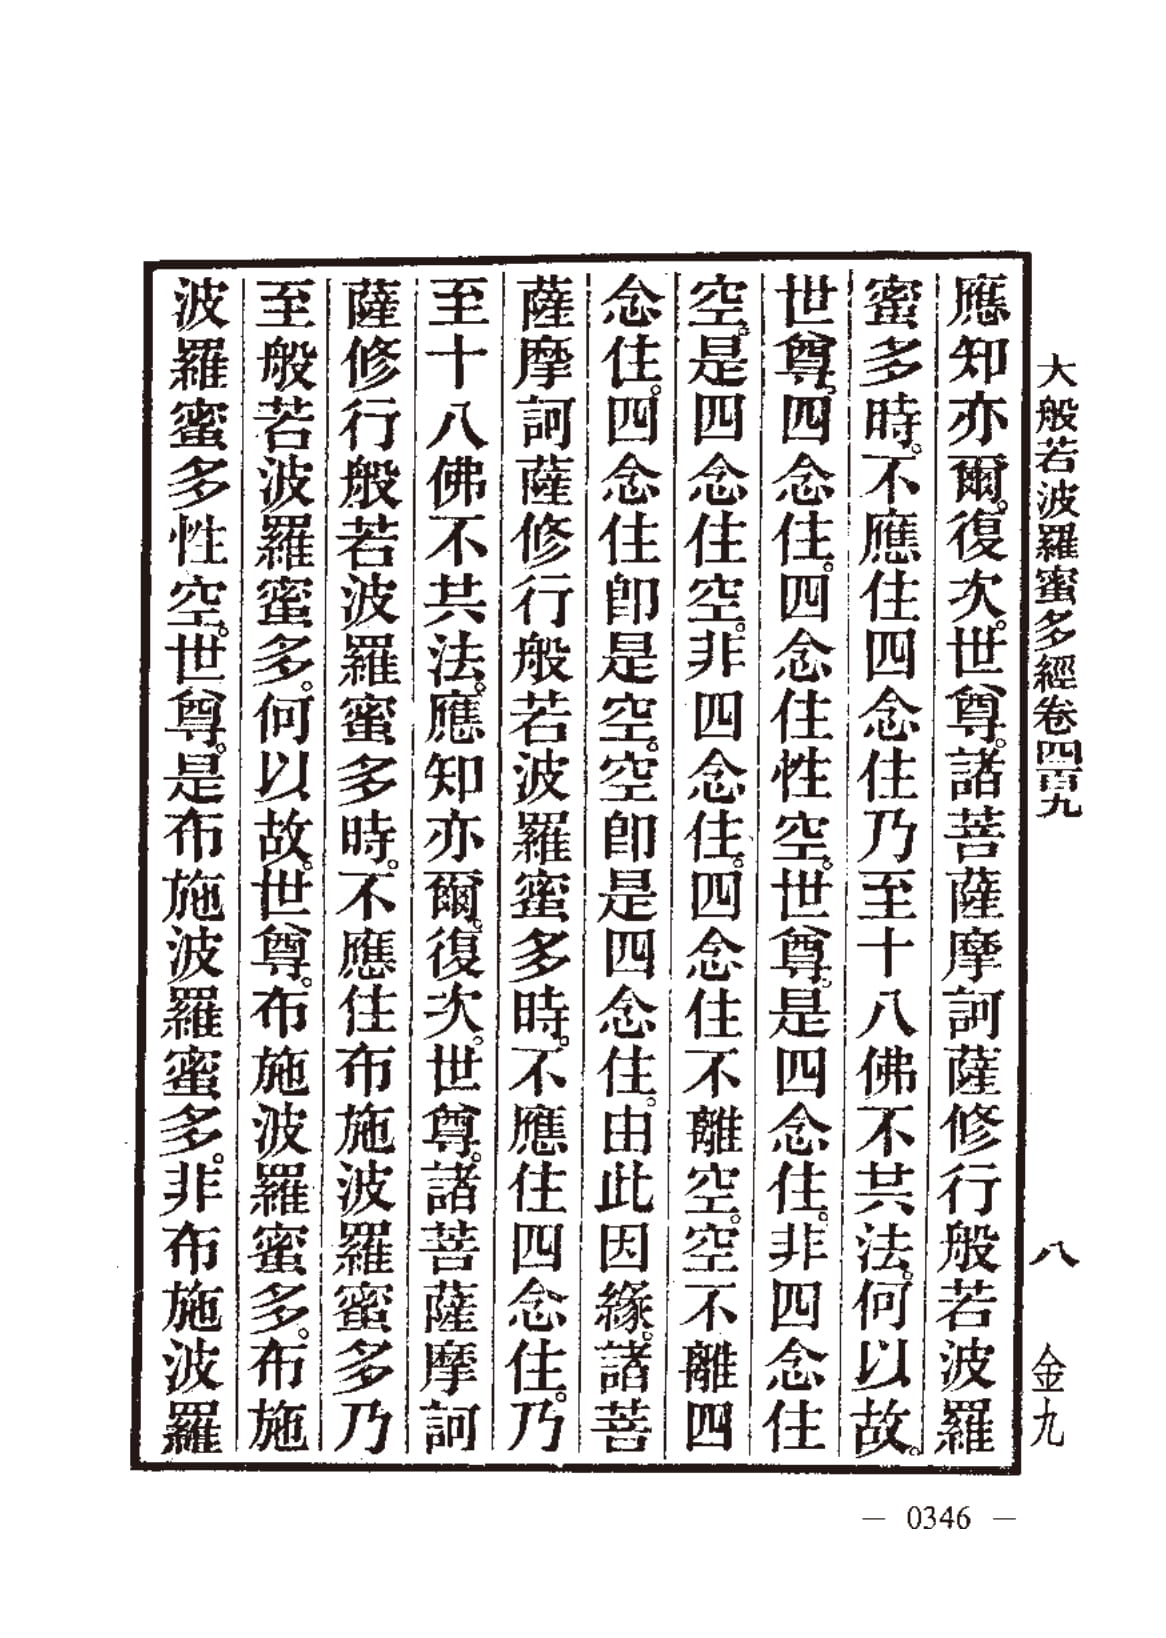 大般若波羅蜜多經卷四百九　八　金九
應知亦爾。復次。世尊。諸菩薩摩訶薩修行般若波羅
蜜多時。不應住四念住乃至十八佛不共法。何以故。
世尊。四念住。四念住性空。世尊。是四念住。非四念住
空。是四念住空。非四念住。四念住不離空。空不離四
念住。四念住卽是空。空卽是四念住。由此因緣。諸菩
薩摩訶薩修行般若波羅蜜多時。不應住四念住。乃
至十八佛不共法。應知亦爾。復次。世尊。諸菩薩摩訶
薩修行般若波羅蜜多時。不應住布施波羅蜜多乃
至般若波羅蜜多。何以故。世尊。布施波羅蜜多。布施
波羅蜜多性空。世尊。是布施波羅蜜多。非布施波羅
— 0346 —